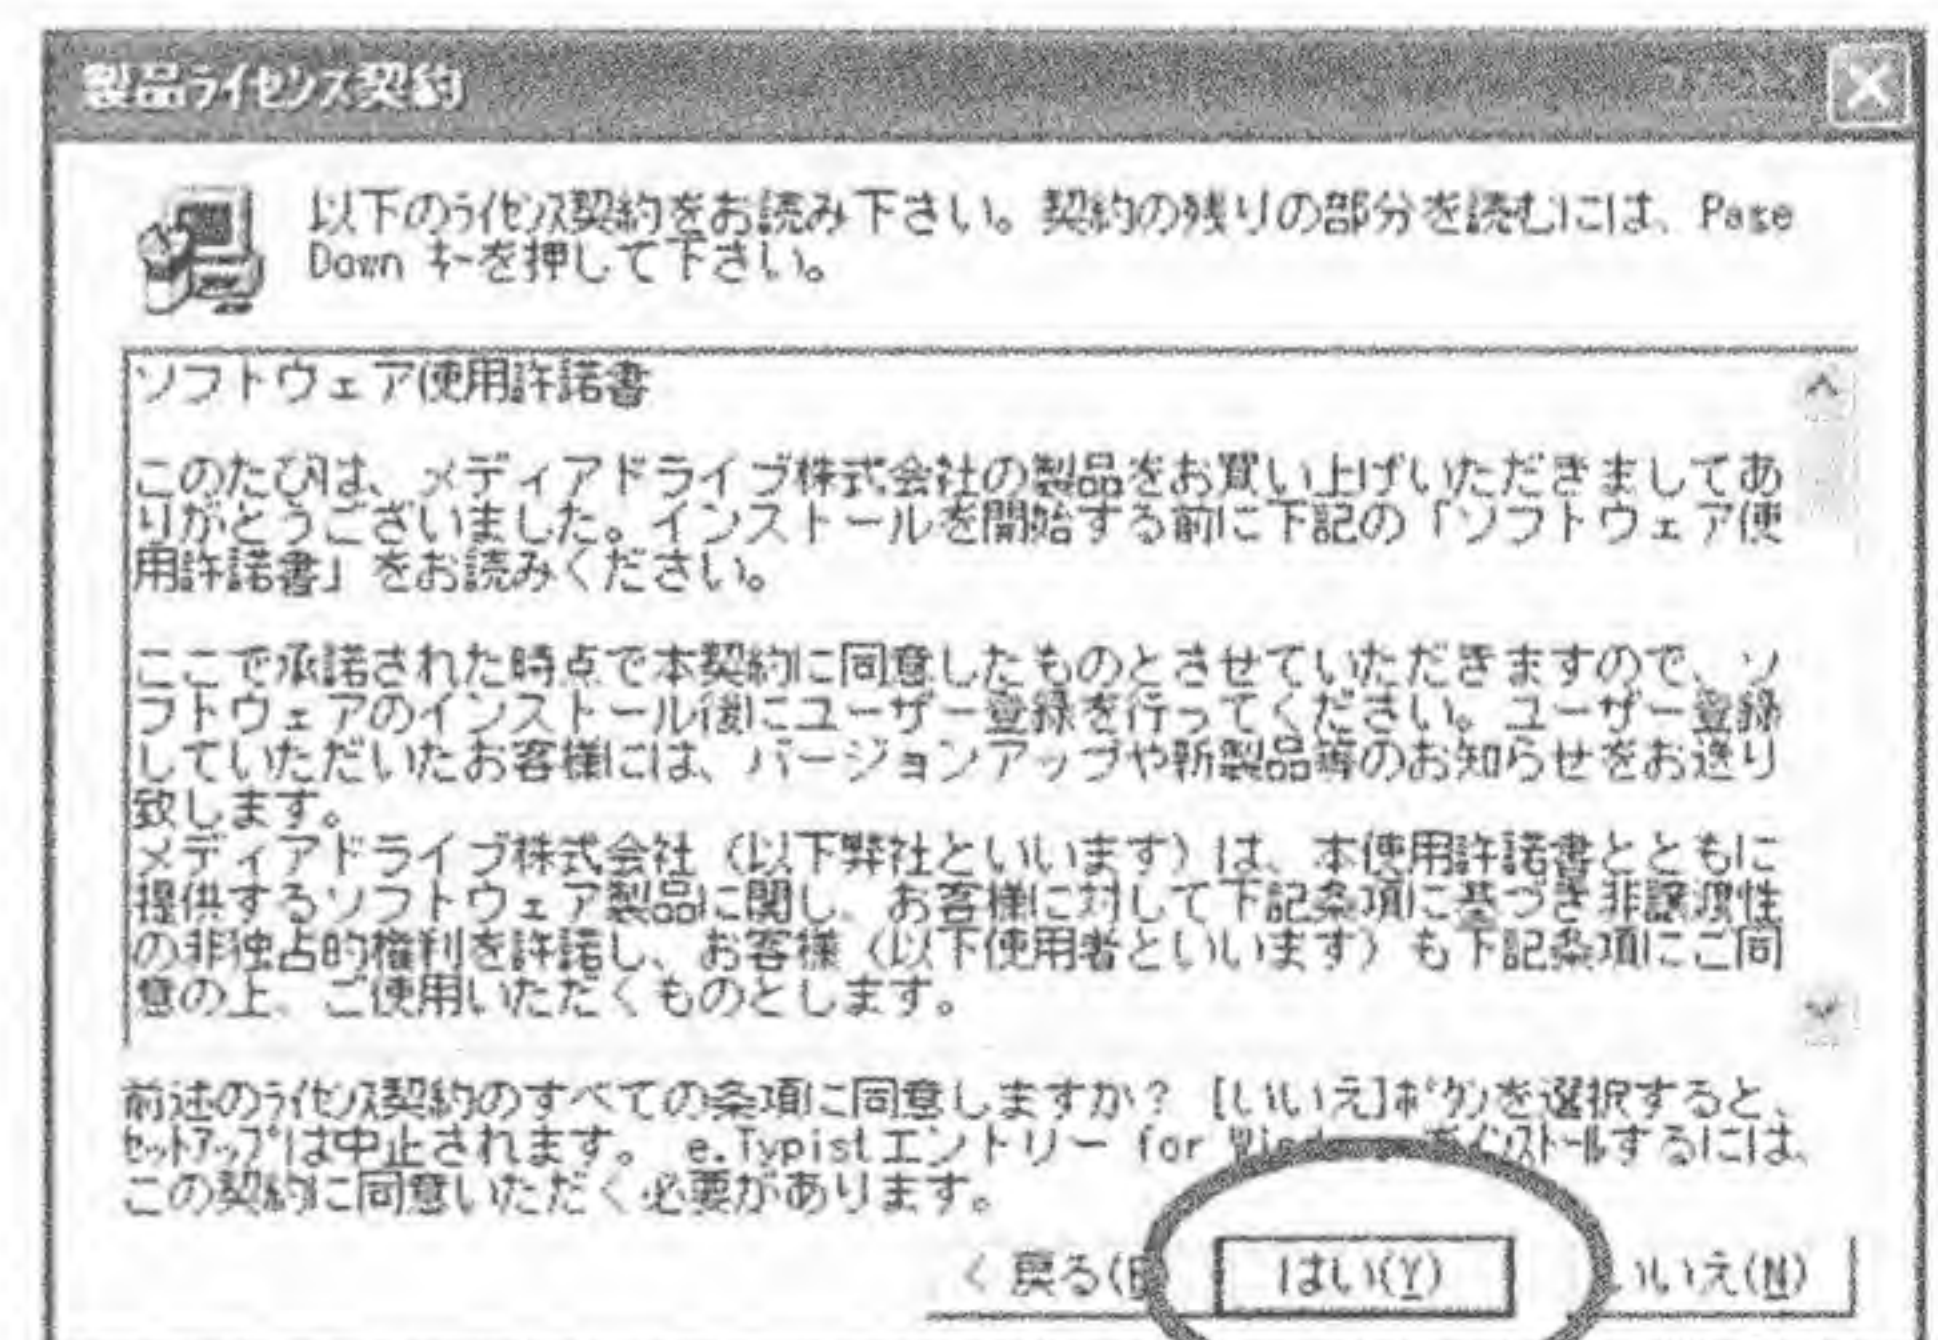 製品ライセンス契約
以下のライセンス契約をお読み下さい。契約の残りの部分を読むには、Page
Down キーを押して下さい。
ソフトウェア使用許諾書
このたびは、メディアドライブ株式会社の製品をお買い上げいただきましてあ
りがとうございました。インストールを開始する前に下記の「ソフトウェア使
用許諾書」をお読みください。
ここで承諾された時点で本契約に同意したものとさせていただきますので、ソ
フトウェアのインストール後にユーザー登録を行ってください。ユーザー登録
していただいたお客様には、バージョンアップや新製品等のお知らせをお送り
致します。
メディアドライブ株式会社（以下弊社といいます）は、本使用許諾書とともに
提供するソフトウェア製品に関し、お客様に対して下記条項に基づき非譲渡性
の非独占的権利を許諾し、お客様（以下使用者といいます）も下記条項にご同
意の上、ご使用いただくものとします。
前述のライセンス契約のすべての条項に同意しますか？ [いいえ]ボタンを選択すると、
セットアップは中止されます。 e.Typistエントリー for Windows をインストールするには、
この契約に同意いただく必要があります。
< 戻る(B) はい(Y) いいえ(N)